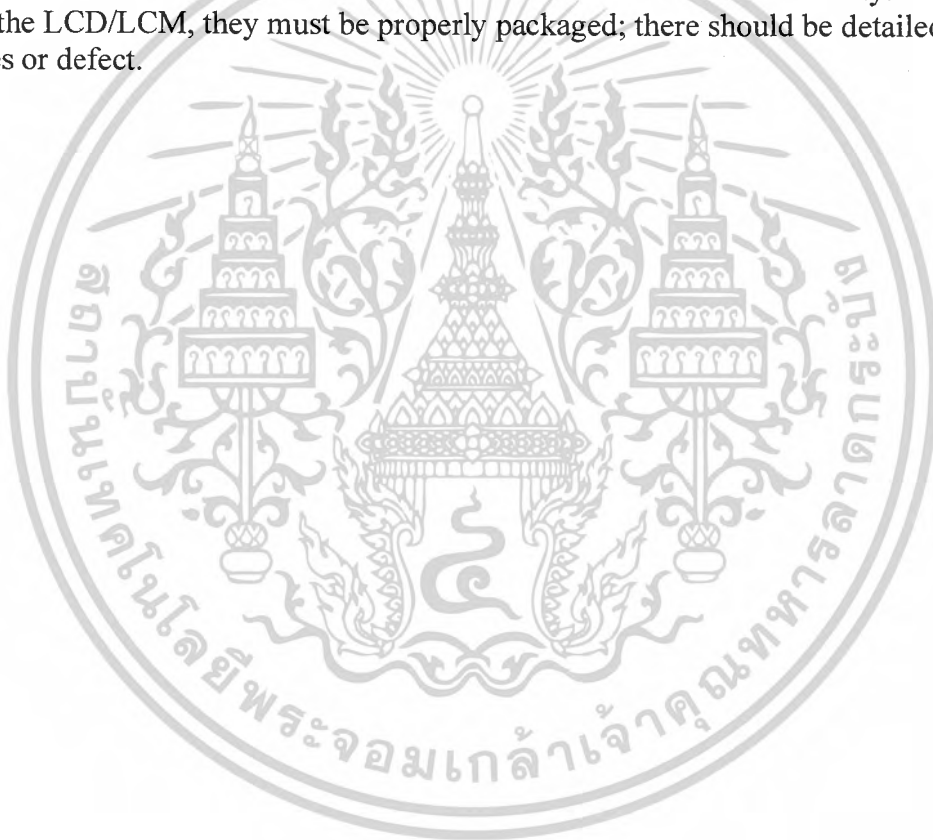 the LCD/LCM, they must be properly packaged; there should be detailed
es or defect.
สถาบันเทคโนโลยีพระจอมเกล้าเจ้าคุณทหารลาดกระบัง
๔